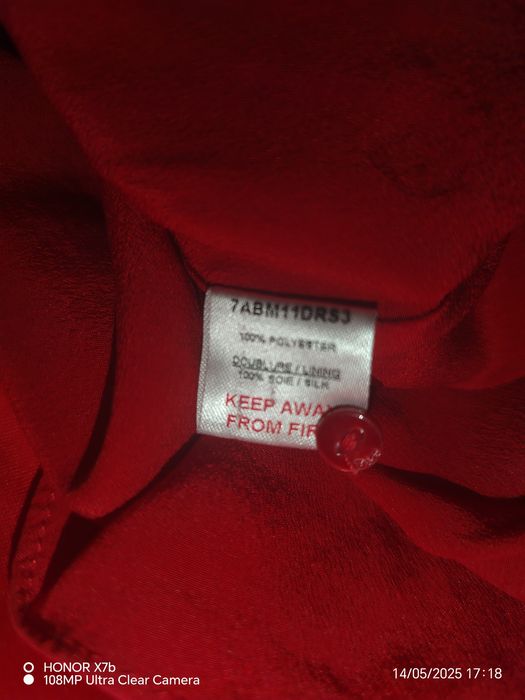 7ABM11DRS3
100% POLYESTER
DOUBLURE / LINING
100% SOIE / SILK
KEEP AWAY
FROM FIR
HONOR X7b
108MP Ultra Clear Camera
14/05/2025 17:18